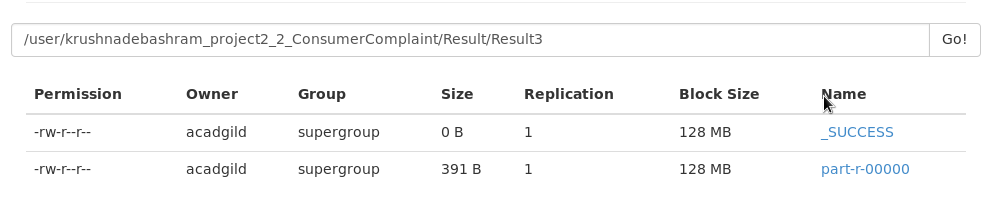 /user/krushnadebashram_project2_2_ConsumerComplaint/Result/Result3 Go!
Permission Owner Group Size Replication Block Size Name
-rw-r--r-- acadgild supergroup 0 B 1 128 MB _SUCCESS
-rw-r--r-- acadgild supergroup 391 B 1 128 MB part-r-00000